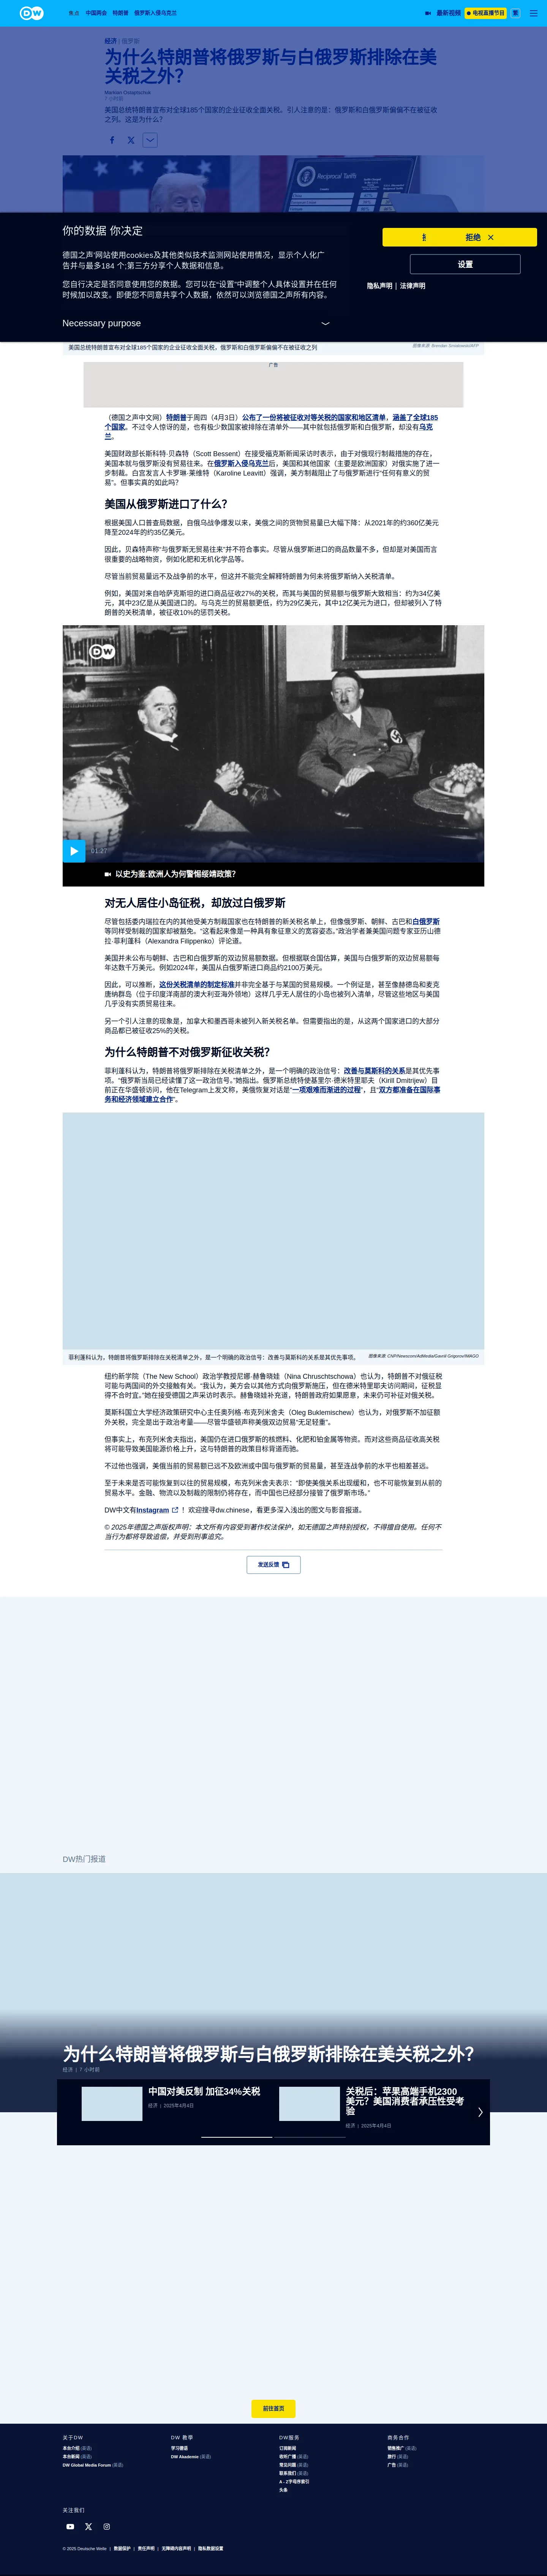 DW
焦点 中国两会 特朗普 俄罗斯入侵乌克兰 最新视频 电视直播节目 繁
经济 | 俄罗斯
为什么特朗普将俄罗斯与白俄罗斯排除在美
关税之外?
Marhian Ostaptschuk
7 小时前
美国总统特朗普宣布对全球185个国家的企业征收全面关税。引人注意的是：俄罗斯和白俄罗斯偏偏不在被征收
之列。这是为什么？
Reciprocal Tariffs
你的数据 你决定
德国之声'网站使用cookies及其他类似技术监测网站使用情况，显示个人化广
告并与最多184 个;第三方分享个人数据和信息。
您自行决定是否同意使用您的数据。您可以在“设置”中调整个人具体设置并在任何
时候加以改变。即便您不同意共享个人数据，依然可以浏览德国之声所有内容。
Necessary purpose
拒绝
设置
隐私声明 | 法律声明
美国总统特朗普宣布对全球185个国家的企业征收全面关税，俄罗斯和白俄罗斯偏偏不在被征收之列
图像来源: Brendan Smialowski/AFP
广告
（德国之声中文网）特朗普于周四（4月3日）公布了一份将被征收对等关税的国家和地区清单，涵盖了全球185
个国家。不过令人惊讶的是，也有极少数国家被排除在清单外——其中就包括俄罗斯和白俄罗斯，却没有乌克
兰。
美国财政部长斯科特·贝森特（Scott Bessent）在接受福克斯新闻采访时表示，由于对俄现行制裁措施的存在，
美国本就与俄罗斯没有贸易往来。在俄罗斯入侵乌克兰后，美国和其他国家（主要是欧洲国家）对俄实施了进一
步制裁。白宫发言人卡罗琳·莱维特（Karoline Leavitt）强调，美方制裁阻止了与俄罗斯进行“任何有意义的贸
易”。但事实真的如此吗？
美国从俄罗斯进口了什么?
根据美国人口普查局数据，自俄乌战争爆发以来，美俄之间的货物贸易量已大幅下降：从2021年的约360亿美元
降至2024年的约35亿美元。
因此，贝森特声称“与俄罗斯无贸易往来”并不符合事实。尽管从俄罗斯进口的商品数量不多，但却是对美国而言
很重要的战略物资，例如化肥和无机化学品等。
尽管当前贸易量远不及战争前的水平，但这并不能完全解释特朗普为何未将俄罗斯纳入关税清单。
例如，美国对来自哈萨克斯坦的进口商品征收27%的关税，而其与美国的贸易额与俄罗斯大致相当：约为34亿美
元，其中23亿是从美国进口的。与乌克兰的贸易额更低，约为29亿美元，其中12亿美元为进口，但却被列入了特
朗普的关税清单，被征收10%的惩罚关税。
DW
01:27
以史为鉴:欧洲人为何警惕绥靖政策?
对无人居住小岛征税，却放过白俄罗斯
尽管包括委内瑞拉在内的其他受美方制裁国家也在特朗普的新关税名单上，但像俄罗斯、朝鲜、古巴和白俄罗斯
等同样受制裁的国家却被豁免。“这看起来像是一种具有象征意义的宽容姿态。”政治学者兼美国问题专家亚历山德
拉·菲利蓬科（Alexandra Filippenko）评论道。
美国并未公布与朝鲜、古巴和白俄罗斯的双边贸易额数据。但根据联合国估算，美国与白俄罗斯的双边贸易额每
年达数千万美元。例如2024年，美国从白俄罗斯进口商品约2100万美元。
因此，可以推断，这份关税清单的制定标准并非完全基于与某国的贸易规模。一个例证是，甚至像赫德岛和麦克
唐纳群岛（位于印度洋南部的澳大利亚海外领地）这样几乎无人居住的小岛也被列入清单，尽管这些地区与美国
几乎没有实质贸易往来。
另一个引人注意的现象是，加拿大和墨西哥未被列入新关税名单。但需要指出的是，从这两个国家进口的大部分
商品都已被征收25%的关税。
为什么特朗普不对俄罗斯征收关税?
菲利蓬科认为，特朗普将俄罗斯排除在关税清单之外，是一个明确的政治信号：改善与莫斯科的关系是其优先事
项。“俄罗斯当局已经读懂了这一政治信号。”她指出。俄罗斯总统特使基里尔·德米特里耶夫（Kirill Dmitrijew）目
前正在华盛顿访问，他在Telegram上发文称，美俄恢复对话是“一项艰难而渐进的过程”，且“双方都准备在国际事
务和经济领域建立合作”。
菲利蓬科认为，特朗普将俄罗斯排除在关税清单之外，是一个明确的政治信号：改善与莫斯科的关系是其优先事项。
图像来源: CNP/Newscom/AdMedia/Gavriil Grigorov/IMAGO
纽约新学院（The New School）政治学教授尼娜·赫鲁晓娃（Nina Chruschtschowa）也认为，特朗普不对俄征税
可能与两国间的外交接触有关。“我认为，美方会以其他方式向俄罗斯施压，但在德米特里耶夫访问期间，征税显
得不合时宜。”她在接受德国之声采访时表示。赫鲁晓娃补充道，特朗普政府如果愿意，未来仍可补征对俄关税。
莫斯科国立大学经济政策研究中心主任奥列格·布克列米舍夫（Oleg Buklemischew）也认为，对俄罗斯不加征额
外关税，完全是出于政治考量——尽管华盛顿声称美俄双边贸易“无足轻重”。
但事实上，布克列米舍夫指出，美国仍在进口俄罗斯的核燃料、化肥和铂金属等物资。而对这些商品征收高关税
将可能导致美国能源价格上升，这与特朗普的政策目标背道而驰。
不过他也强调，美俄当前的贸易额已远不及欧洲或中国与俄罗斯的贸易量，甚至连战争前的水平也相差甚远。
至于未来是否可能恢复到以往的贸易规模，布克列米舍夫表示：“即使美俄关系出现缓和，也不可能恢复到从前的贸
易水平。金融、物流以及制裁的限制仍将存在，而中国也已经部分接管了俄罗斯市场。”
DW中文有Instagram ！欢迎搜寻dw.chinese，看更多深入浅出的图文与影音报道。
© 2025年德国之声版权声明：本文所有内容受到著作权法保护，如无德国之声特别授权，不得擅自使用。任何不
当行为都将导致追偿，并受到刑事追究。
发送反馈
DW热门报道
为什么特朗普将俄罗斯与白俄罗斯排除在美关税之外?
经济 | 7 小时前
中国对美反制 加征34%关税
经济 | 2025年4月4日
关税后：苹果高端手机2300
美元？美国消费者承压性受考
验
经济 | 2025年4月4日
前往首页
关于DW
本台介绍 (英语)
本台新闻 (英语)
DW Global Media Forum (英语)
DW 教學
学习德语
DW Akademie (英语)
DW服务
订阅新闻
收听广播 (英语)
常见问题 (英语)
联系我们 (英语)
A - Z字母序索引
头条
商务合作
销售推广 (英语)
旅行 (英语)
广告 (英语)
关注我们
© 2025 Deutsche Welle | 数据保护 | 责任声明 | 无障碍内容声明 | 隐私数据设置